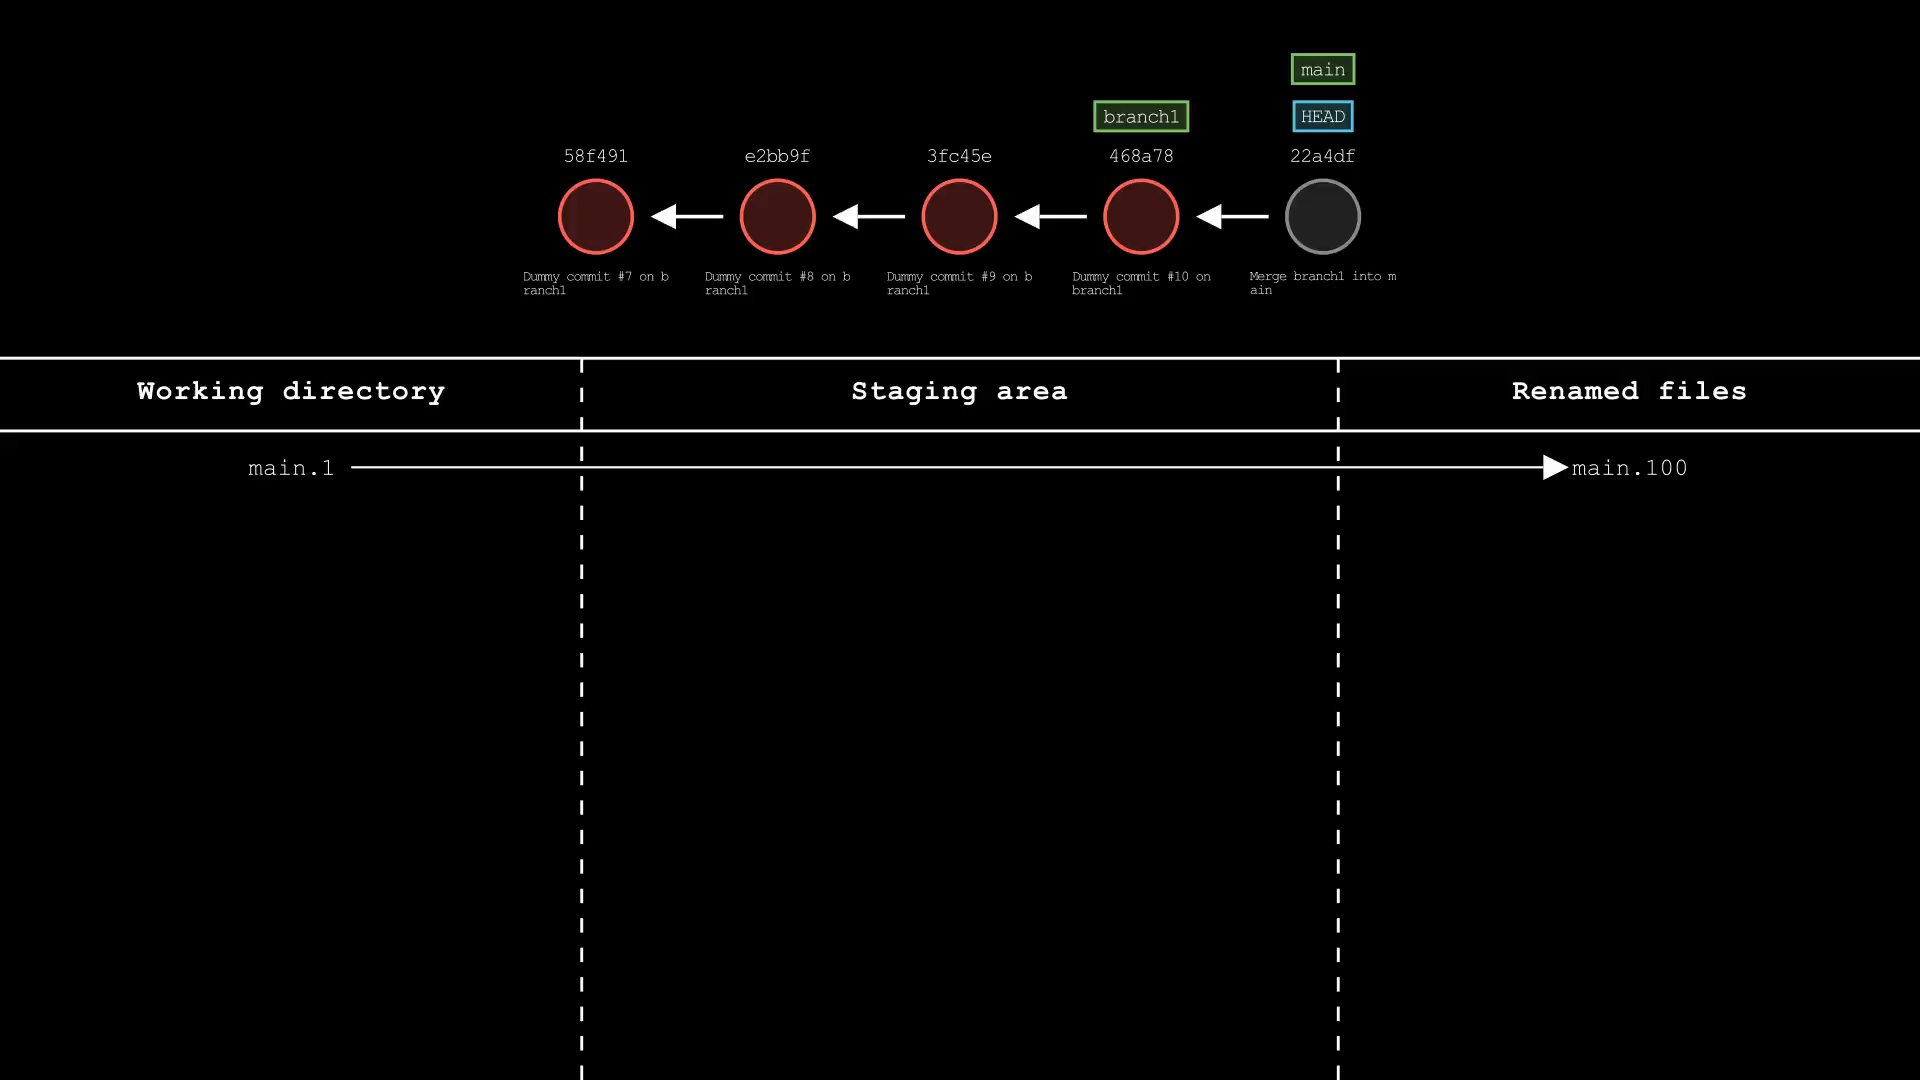 main
branch1
HEAD
58f491
e2bb9f
3fc45e
468a78
22a4df
Dummy commit #7 on b
ranch1
Dummy commit #8 on b
ranch1
Dummy commit #9 on b
ranch1
Dummy commit #10 on
branch1
Merge branch1 into m
ain
Working directory
Staging area
Renamed files
main.1
main.100